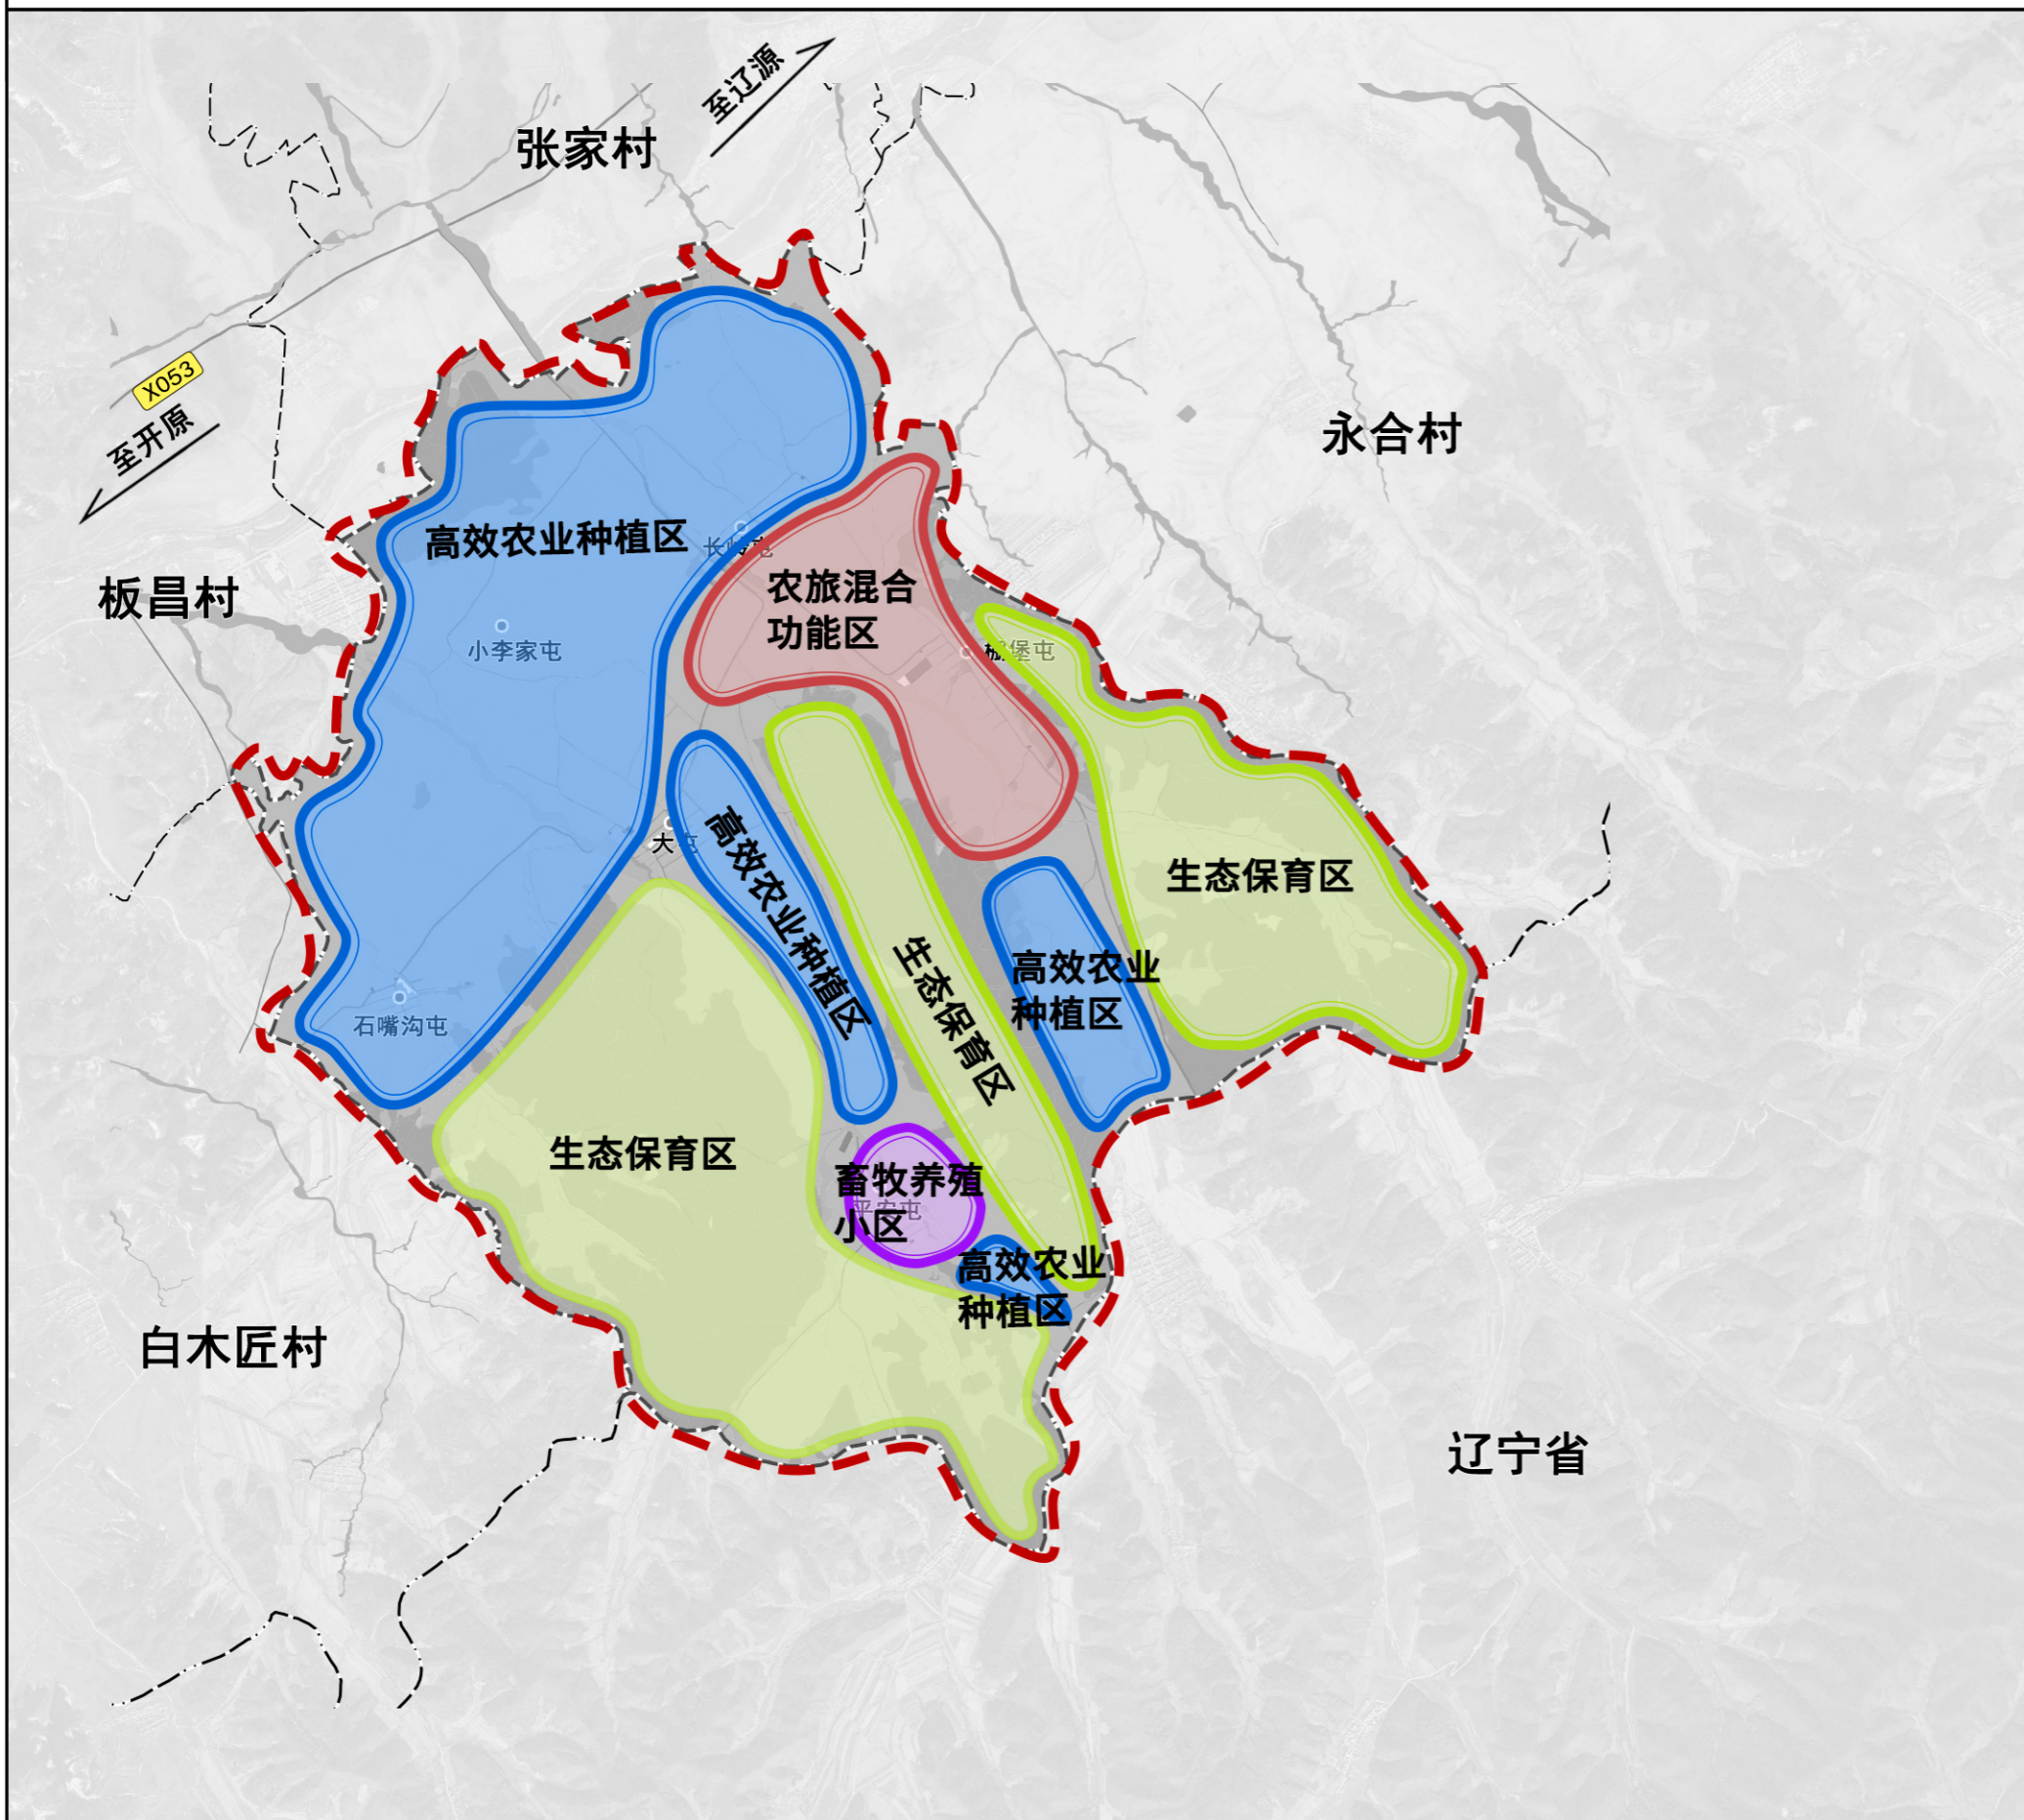 至辽源
张家村
X053
至开原
永合村
高效农业种植区
板昌村
农旅混合
功能区
小李家屯
高效农业种植区
生态保育区
生态保育区
高效农业
种植区
石嘴沟屯
生态保育区
畜牧养殖
小区
平安屯
高效农业
种植区
白木匠村
辽宁省